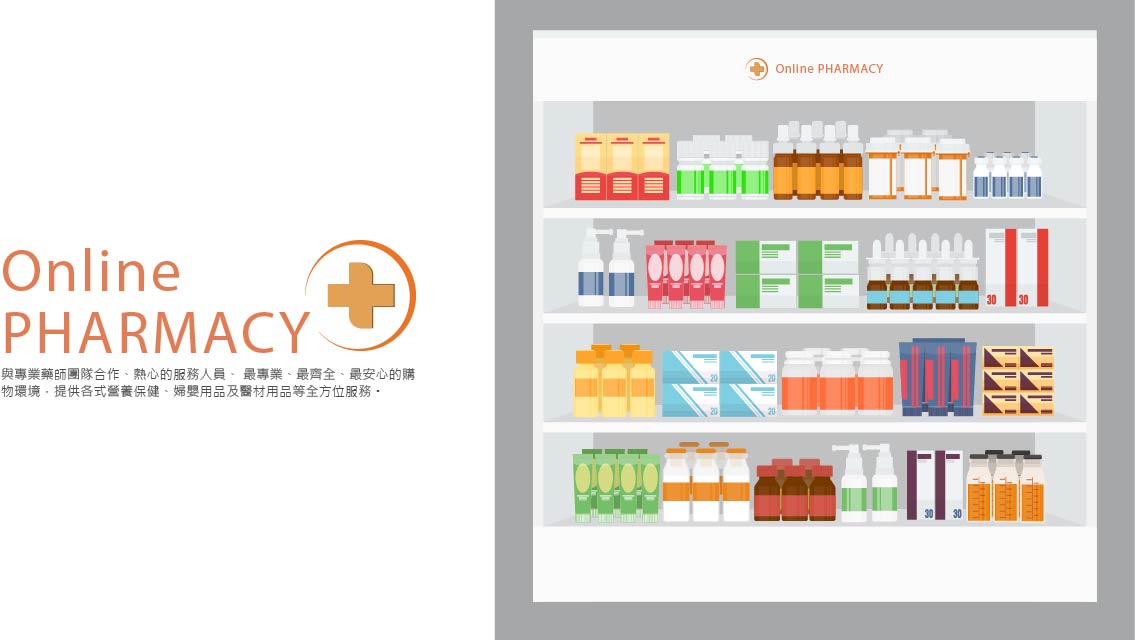 Online
PHARMACY
與專業藥師團隊合作、熱心的服務人員、 最專業、最齊全、最安心的購
物環境，提供各式營養保健、婦嬰用品及醫材用品等全方位服務。
Online PHARMACY
30 30
20 20
20 20
30 30